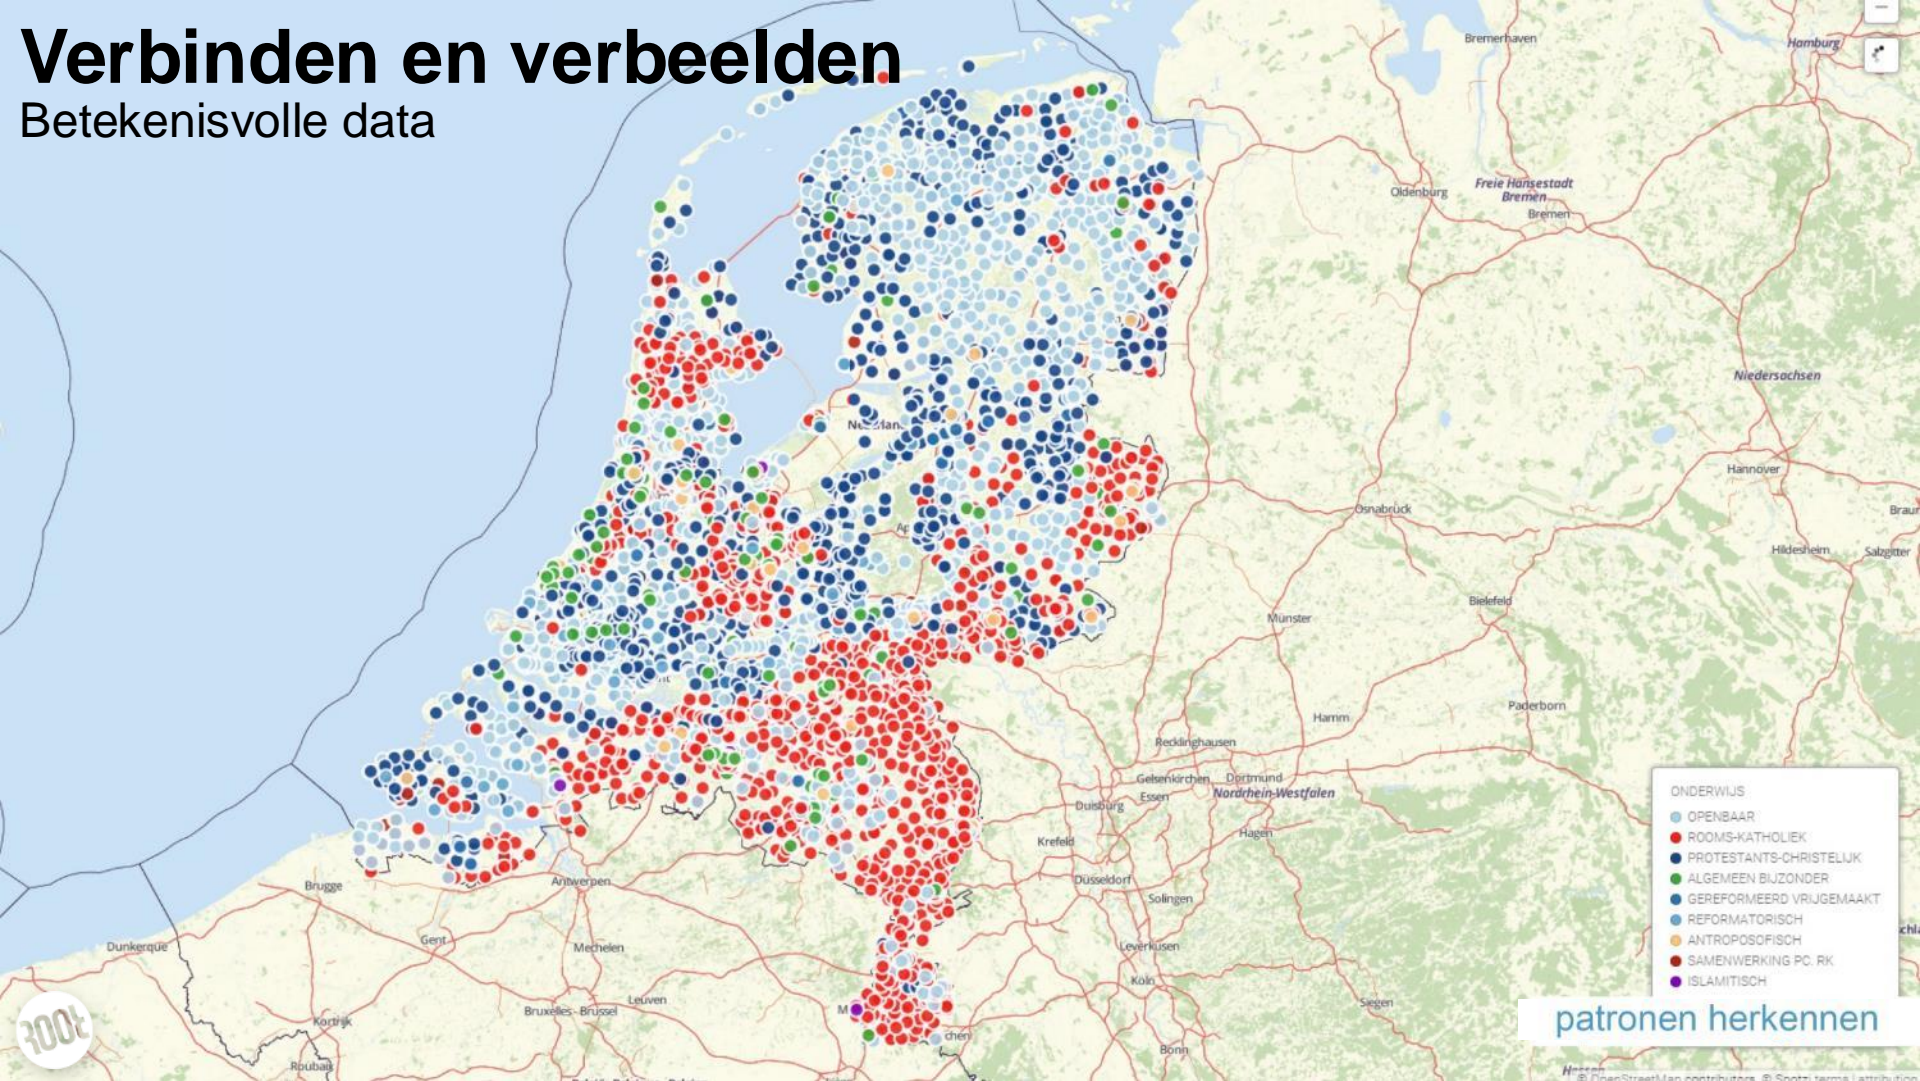 Verbinden en verbeelden
Betekenisvolle data
Bremerhaven
Hamburg
Oldenburg
Freie Hansestadt
Bremen
Bremen
Niedersachsen
Hannover
Osnabrück
Hildesheim
Salzgitter
Bielefeld
Münster
Paderborn
Hamm
Recklinghausen
Gelsenkirchen
Dortmund
Essen
Nordrhein-Westfalen
Duisburg
Hagen
Krefeld
Düsseldorf
Solingen
Leverkusen
Köln
Siegen
Bonn
Brugge
Antwerpen
Dunkerque
Gent
Mechelen
Leuven
Bruxelles - Brussel
Kortrijk
Roubaix
chen
ONDERWIJS
OPENBAAR
ROOMS-KATHOLIEK
PROTESTANTS-CHRISTELIJK
ALGEMEEN BIJZONDER
GEREFORMEERD VRIJGEMAAKT
REFORMATORISCH
ANTROPOSOFISCH
SAMENWERKING PC. RK
ISLAMITISCH
patronen herkennen